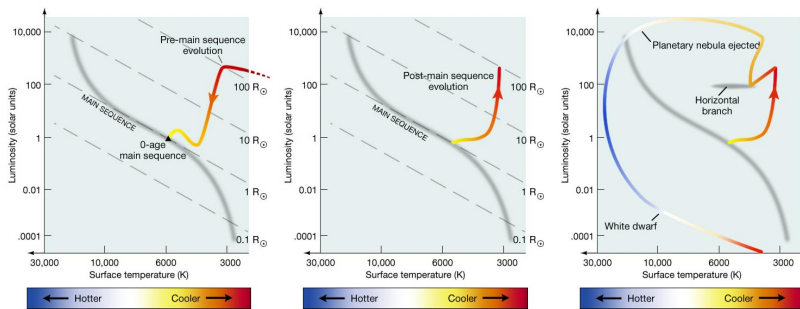 10,000
100
1
0.01
.0001
Luminosity (solar units)
Pre-main sequence
evolution
MAIN SEQUENCE
0-age
main sequence
100 R☉
10 R☉
1 R☉
0.1 R☉
30,000
10,000
6000
3000
Surface temperature (K)
Hotter
Cooler
10,000
100
1
0.01
.0001
Luminosity (solar units)
Post-main sequence
evolution
MAIN SEQUENCE
100 R☉
10 R☉
1 R☉
0.1 R☉
30,000
10,000
6000
3000
Surface temperature (K)
Hotter
Cooler
10,000
100
1
0.01
.0001
Luminosity (solar units)
Planetary nebula ejected
Horizontal
branch
White dwarf
30,000
10,000
6000
3000
Surface temperature (K)
Hotter
Cooler